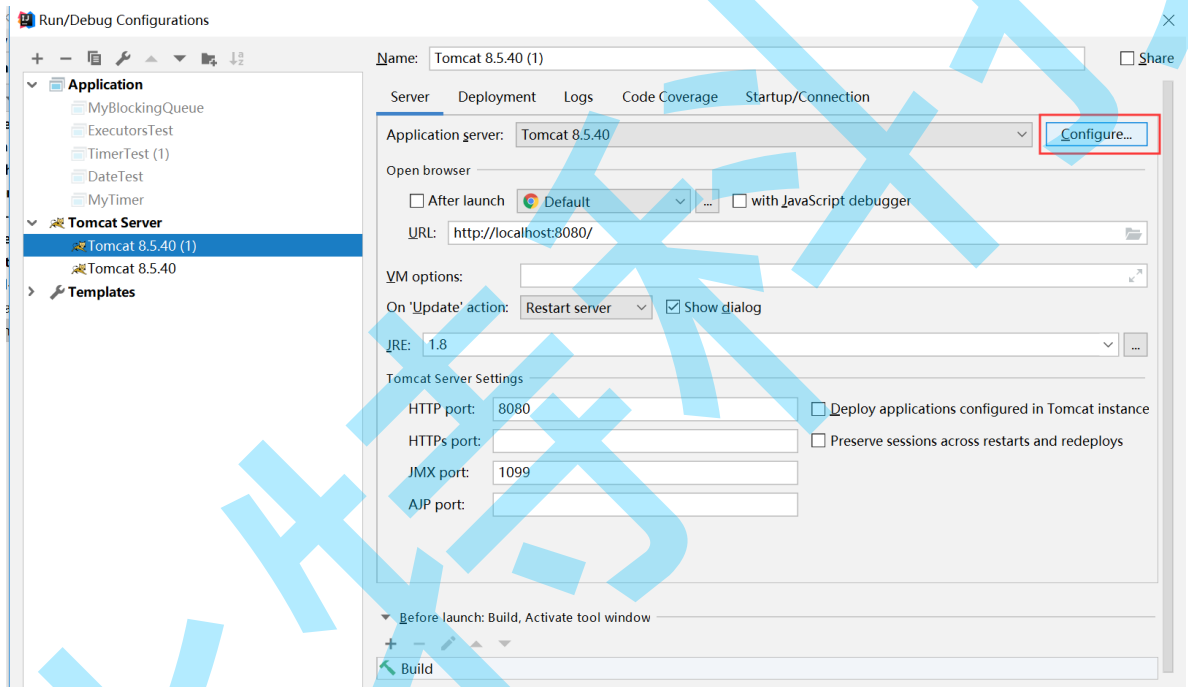 Run/Debug Configurations
Name: Tomcat 8.5.40 (1)
Share
Application
MyBlockingQueue
ExecutorsTest
TimerTest (1)
DateTest
MyTimer
Tomcat Server
Tomcat 8.5.40 (1)
Tomcat 8.5.40
Templates
Server Deployment Logs Code Coverage Startup/Connection
Application server: Tomcat 8.5.40 Configure...
Open browser
After launch Default ... with JavaScript debugger
URL: http://localhost:8080/
VM options:
On 'Update' action: Restart server Show dialog
JRE: 1.8 ...
Tomcat Server Settings
HTTP port: 8080 Deploy applications configured in Tomcat instance
HTTPs port: Preserve sessions across restarts and redeploys
JMX port: 1099
AJP port:
Before launch: Build, Activate tool window
Build